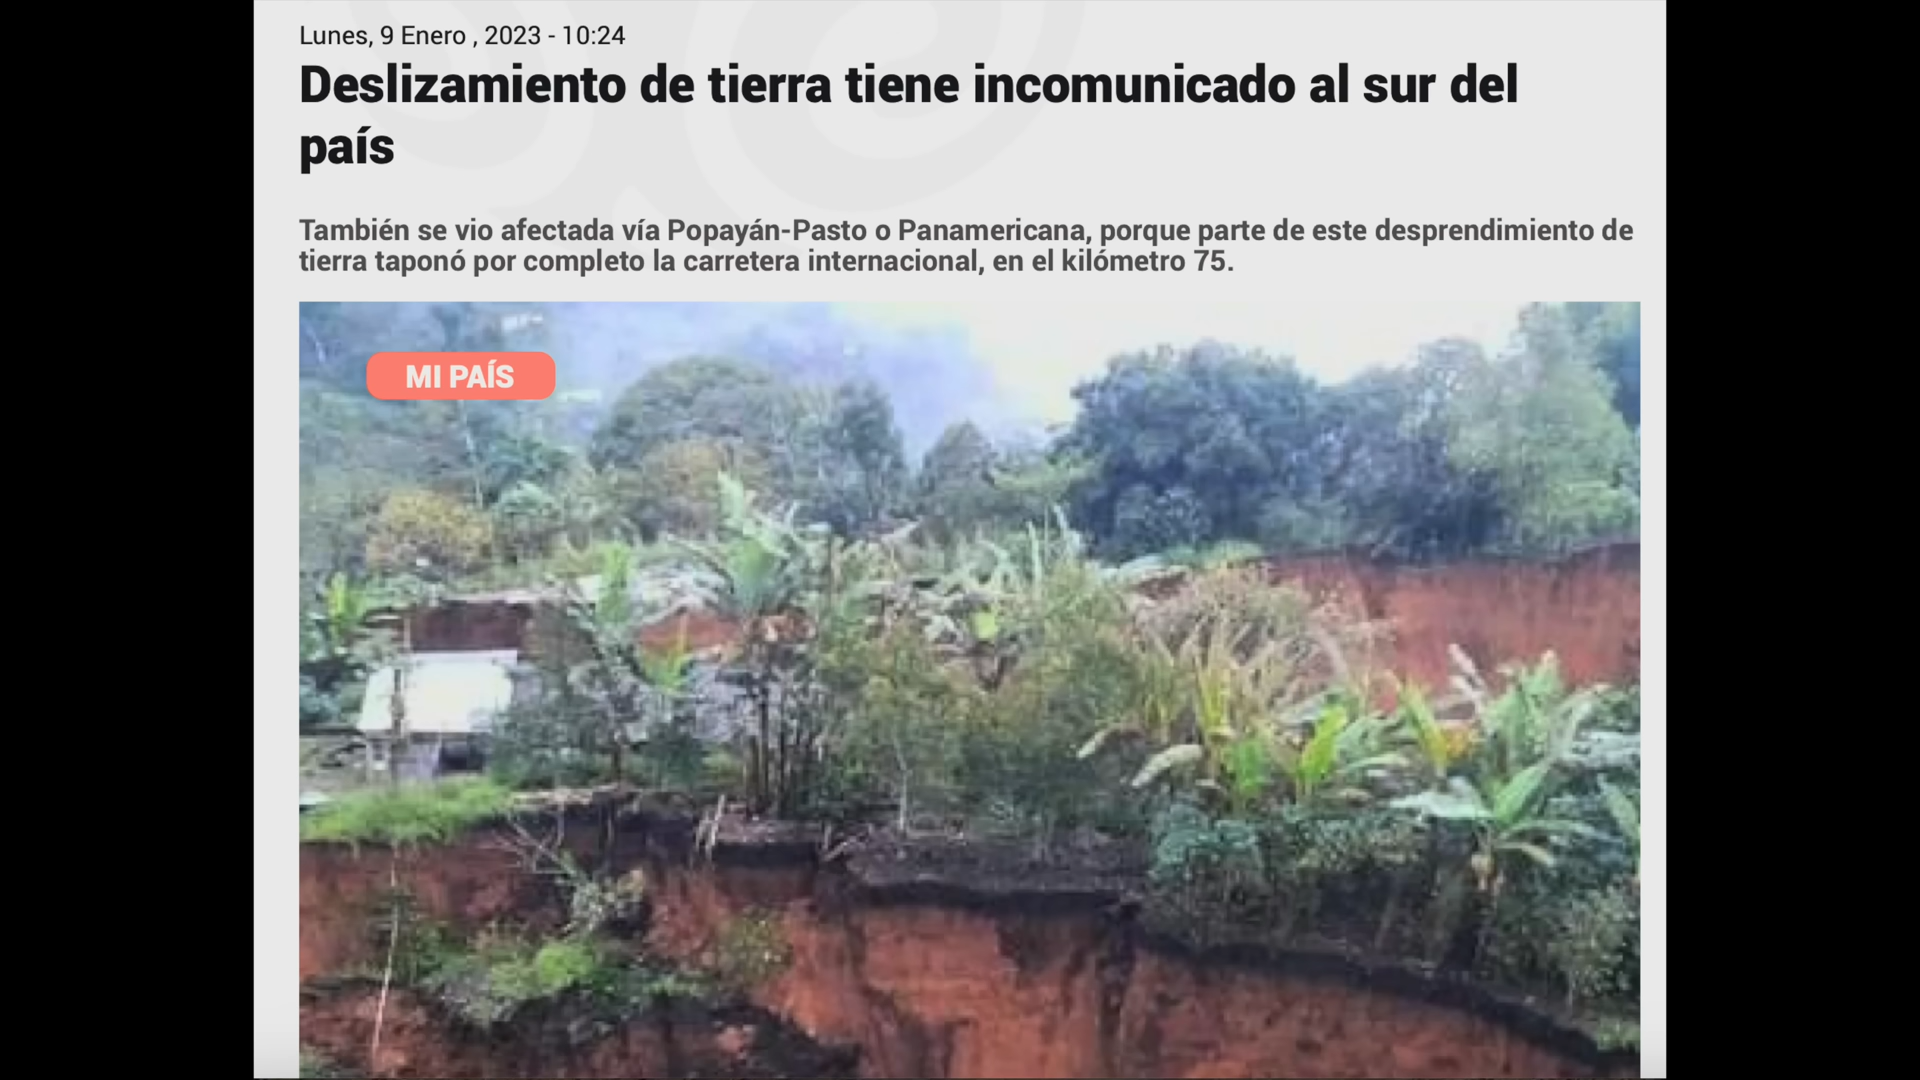 Lunes, 9 Enero , 2023 - 10:24
Deslizamiento de tierra tiene incomunicado al sur del
país
También se vio afectada vía Popayán-Pasto o Panamericana, porque parte de este desprendimiento de
tierra taponó por completo la carretera internacional, en el kilómetro 75.
MI PAÍS